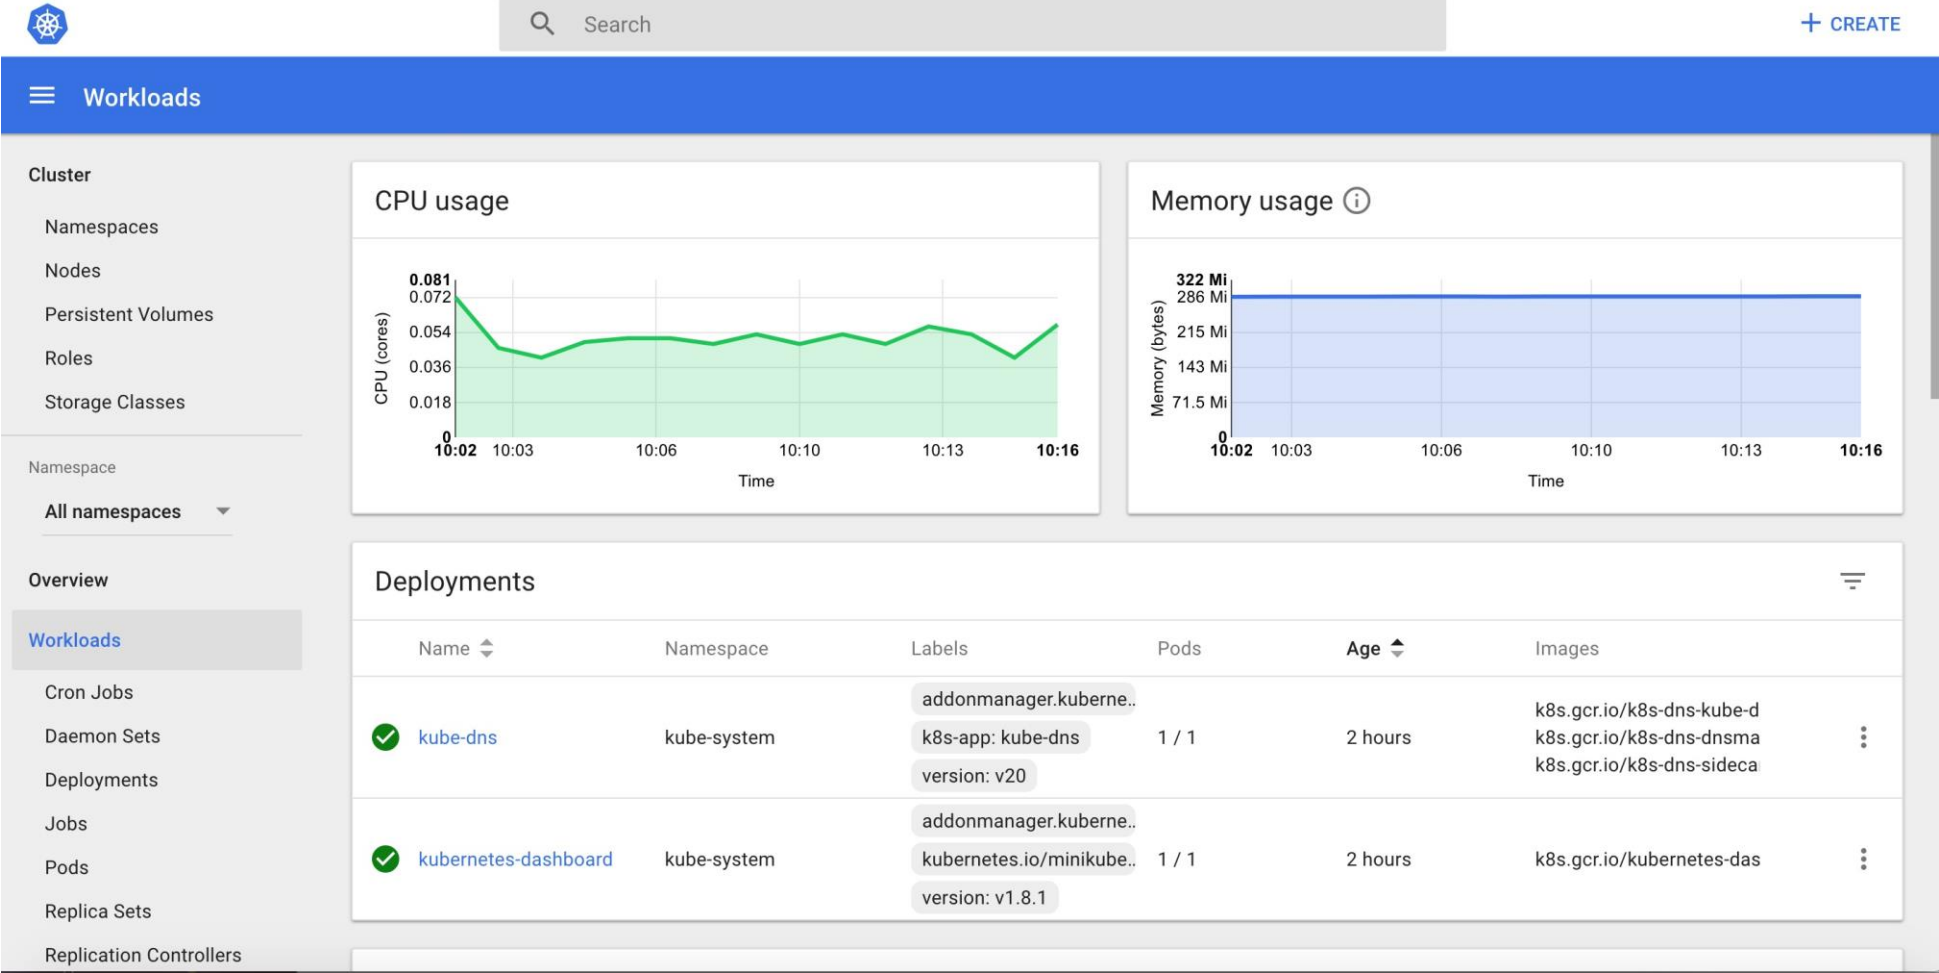 Search
CREATE
Workloads
Cluster
Namespaces
Nodes
Persistent Volumes
Roles
Storage Classes
Namespace
All namespaces
Overview
Workloads
Cron Jobs
Daemon Sets
Deployments
Jobs
Pods
Replica Sets
Replication Controllers
CPU usage
CPU (cores)
0.081
0.072
0.054
0.036
0.018
0
10:02 10:03 10:06 10:10 10:13 10:16
Time
Memory usage
Memory (bytes)
322 Mi
286 Mi
215 Mi
143 Mi
71.5 Mi
0
10:02 10:03 10:06 10:10 10:13 10:16
Time
Deployments
Name Namespace Labels Pods Age Images
kube-dns kube-system
addonmanager.kuberne..
k8s-app: kube-dns
version: v20
1 / 1 2 hours
k8s.gcr.io/k8s-dns-kube-d
k8s.gcr.io/k8s-dns-dnsma
k8s.gcr.io/k8s-dns-sideca
kubernetes-dashboard kube-system
addonmanager.kuberne..
kubernetes.io/minikube..
version: v1.8.1
1 / 1 2 hours
k8s.gcr.io/kubernetes-das